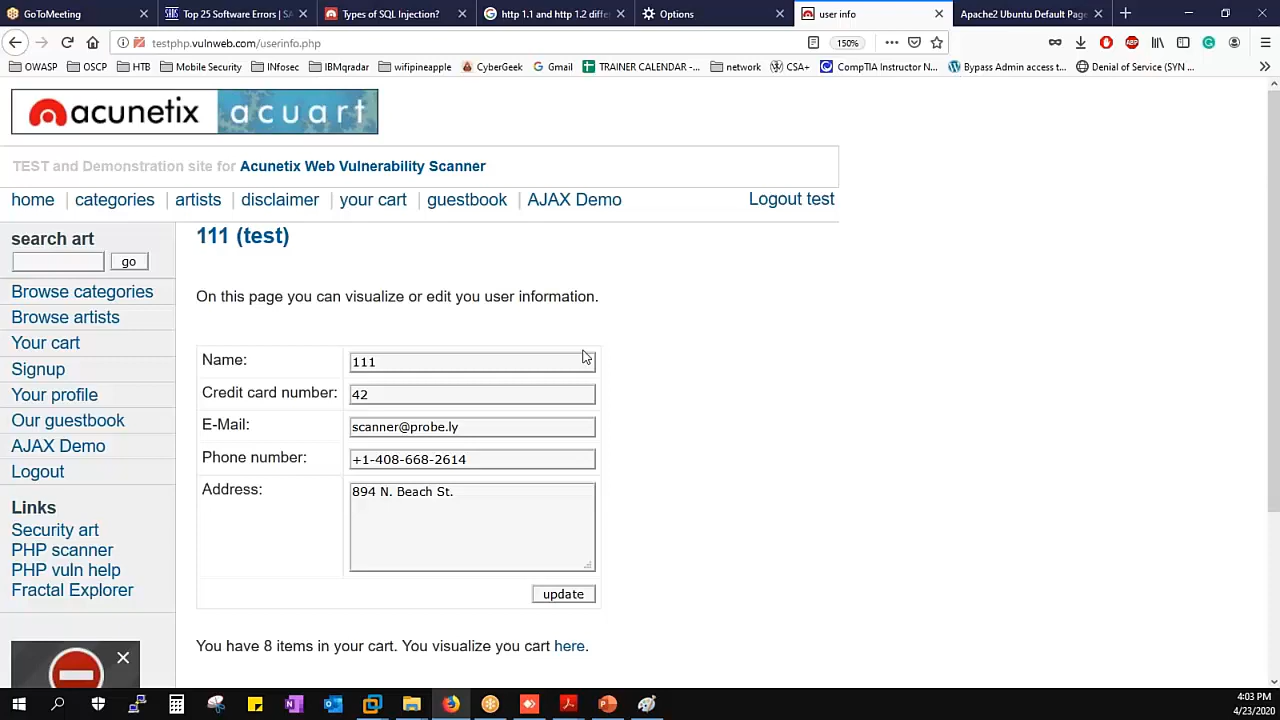 GoToMeeting
Top 25 Software Errors | SA
Types of SQL Injection?
http 1.1 and http 1.2 diffe
Options
user info
Apache2 Ubuntu Default Page
testphp.vulnweb.com/userinfo.php
150%
OWASP
OSCP
HTB
Mobile Security
INfosec
IBMqradar
wifipineapple
CyberGeek
Gmail
TRAINER CALENDAR -...
network
CSA+
CompTIA Instructor N...
Bypass Admin access t...
Denial of Service (SYN ...
acunetix acuart
TEST and Demonstration site for Acunetix Web Vulnerability Scanner
home | categories | artists | disclaimer | your cart | guestbook | AJAX Demo
Logout test
search art
go
Browse categories
Browse artists
Your cart
Signup
Your profile
Our guestbook
AJAX Demo
Logout
Links
Security art
PHP scanner
PHP vuln help
Fractal Explorer
111 (test)
On this page you can visualize or edit you user information.
Name: 111
Credit card number: 42
E-Mail: scanner@probe.ly
Phone number: +1-408-668-2614
Address: 894 N. Beach St.
update
You have 8 items in your cart. You visualize you cart here.
4:03 PM
4/23/2020